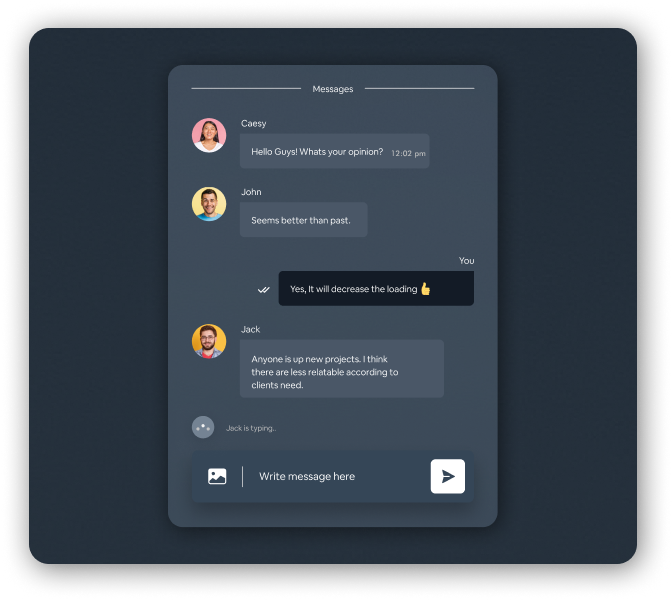 Messages
Caesy
Hello Guys! Whats your opinion? 12:02 pm
John
Seems better than past.
You
Yes, It will decrease the loading 👍
Jack
Anyone is up new projects. I think
there are less relatable according to
clients need.
Jack is typing..
Write message here